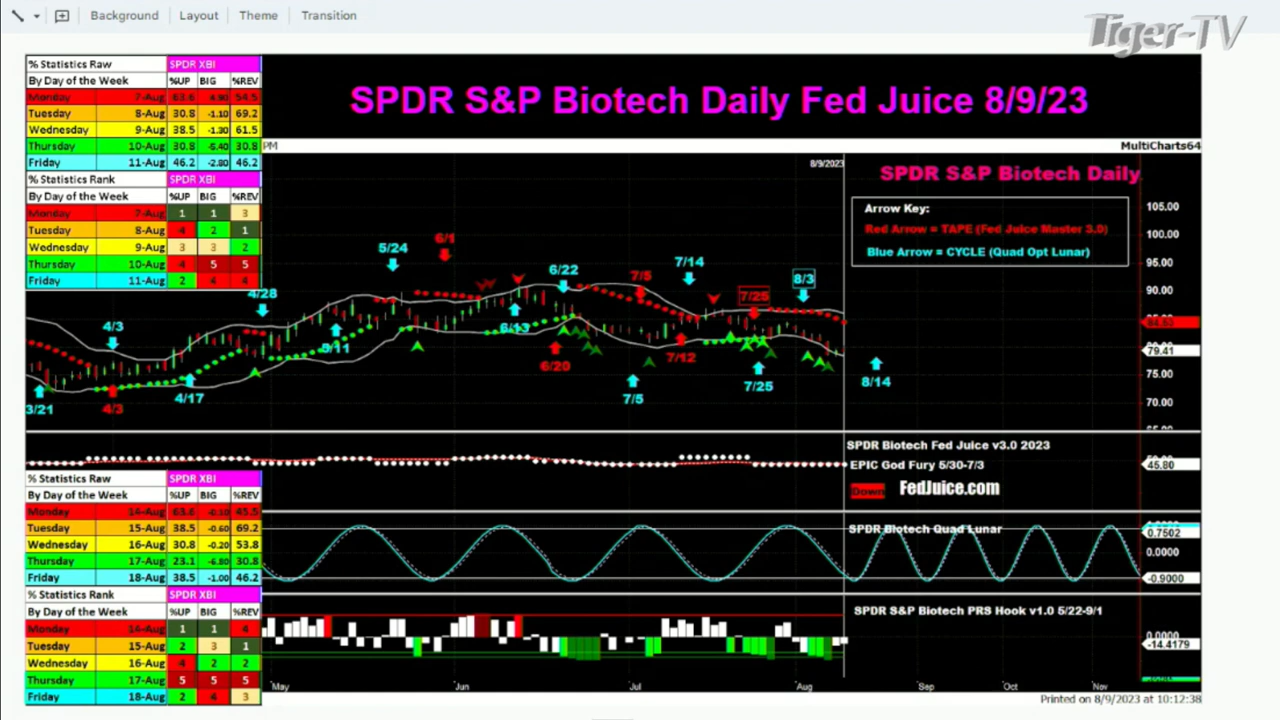 Background Layout Theme Transition
Tiger-TV
% Statistics Raw SPDR XBI
By Day of the Week %UP BIG %REV
Monday 7-Aug 63.6 4.90 54.5
Tuesday 8-Aug 30.8 -1.10 69.2
Wednesday 9-Aug 38.5 -1.30 61.5
Thursday 10-Aug 30.8 -5.40 30.8
Friday 11-Aug 46.2 -2.80 46.2
% Statistics Rank SPDR XBI
By Day of the Week %UP BIG %REV
Monday 7-Aug 1 1 3
Tuesday 8-Aug 4 2 1
Wednesday 9-Aug 3 3 2
Thursday 10-Aug 4 5 5
Friday 11-Aug 2 4 4
SPDR S&P Biotech Daily Fed Juice 8/9/23
PM MultiCharts64
8/9/2023
SPDR S&P Biotech Daily
Arrow Key:
Red Arrow = TAPE (Fed Juice Master 3.0)
Blue Arrow = CYCLE (Quad Opt Lunar)
105.00
100.00
95.00
90.00
84.60
79.41
75.00
70.00
65.00
5/24 6/1 6/22 7/5 7/14 8/3
4/28 7/25
4/3 5/11 6/13
6/20 7/12
3/21 4/3 4/17 7/5 7/25 8/14
SPDR Biotech Fed Juice v3.0 2023
EPIC God Fury 5/30-7/3
45.80
Down FedJuice.com
% Statistics Raw SPDR XBI
By Day of the Week %UP BIG %REV
Monday 14-Aug 63.6 -0.10 45.5
Tuesday 15-Aug 38.5 -0.60 69.2
Wednesday 16-Aug 30.8 -0.20 53.8
Thursday 17-Aug 23.1 -6.80 30.8
Friday 18-Aug 38.5 -1.00 46.2
% Statistics Rank SPDR XBI
By Day of the Week %UP BIG %REV
Monday 14-Aug 1 1 4
Tuesday 15-Aug 2 3 1
Wednesday 16-Aug 4 2 2
Thursday 17-Aug 5 5 5
Friday 18-Aug 2 4 3
SPDR Biotech Quad Lunar
0.7502
0.0000
-0.9000
SPDR S&P Biotech PRS Hook v1.0 5/22-9/1
0.0000
-14.4179
May Jun Jul Aug Sep Oct Nov
Printed on 8/9/2023 at 10:12:38